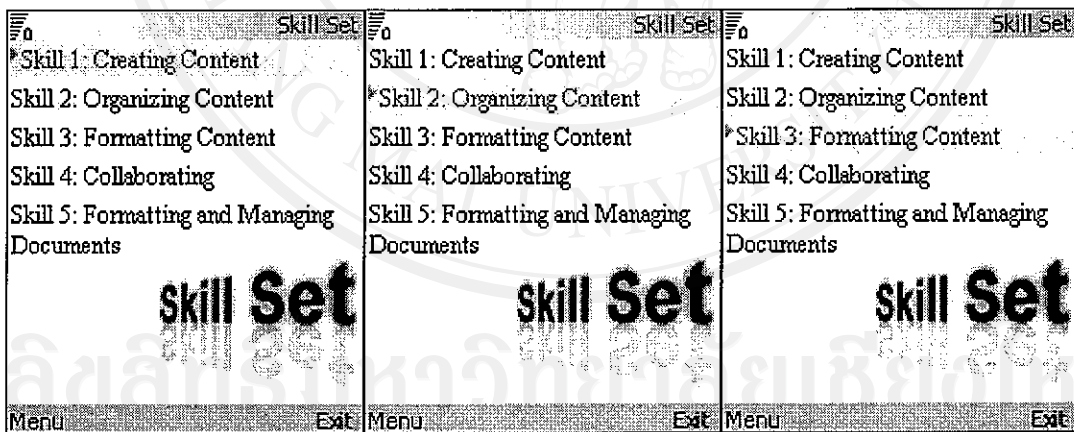 Skill Set
Skill 1: Creating Content
Skill 2: Organizing Content
Skill 3: Formatting Content
Skill 4: Collaborating
Skill 5: Formatting and Managing
Documents
Skill Set
Menu Exit
Skill Set
Skill 1: Creating Content
Skill 2: Organizing Content
Skill 3: Formatting Content
Skill 4: Collaborating
Skill 5: Formatting and Managing
Documents
Skill Set
Menu Exit
Skill Set
Skill 1: Creating Content
Skill 2: Organizing Content
Skill 3: Formatting Content
Skill 4: Collaborating
Skill 5: Formatting and Managing
Documents
Skill Set
Menu Exit